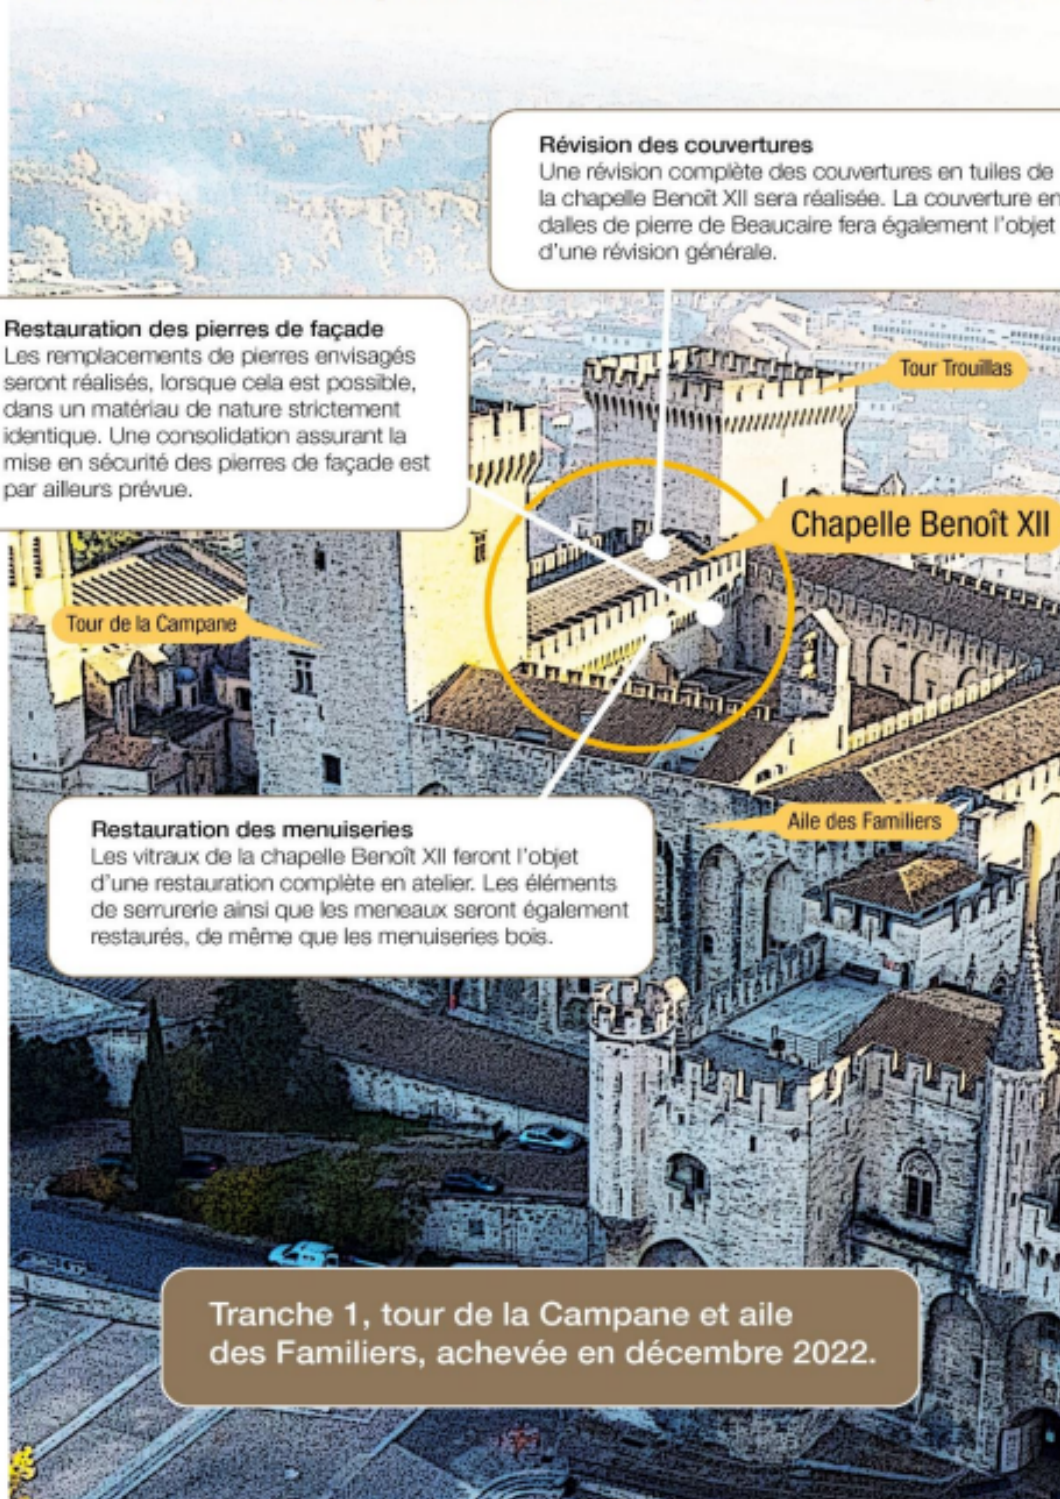 Révision des couvertures
Une révision complète des couvertures en tuiles de
la chapelle Benoît XII sera réalisée. La couverture en
dalles de pierre de Beaucaire fera également l'objet
d'une révision générale.
Restauration des pierres de façade
Les remplacements de pierres envisagés
seront réalisés, lorsque cela est possible,
dans un matériau de nature strictement
identique. Une consolidation assurant la
mise en sécurité des pierres de façade est
par ailleurs prévue.
Tour Trouillas
Chapelle Benoît XII
Tour de la Campane
Aile des Familiers
Restauration des menuiseries
Les vitraux de la chapelle Benoît XII feront l'objet
d'une restauration complète en atelier. Les éléments
de serrurerie ainsi que les meneaux seront également
restaurés, de même que les menuiseries bois.
Tranche 1, tour de la Campane et aile
des Familiers, achevée en décembre 2022.